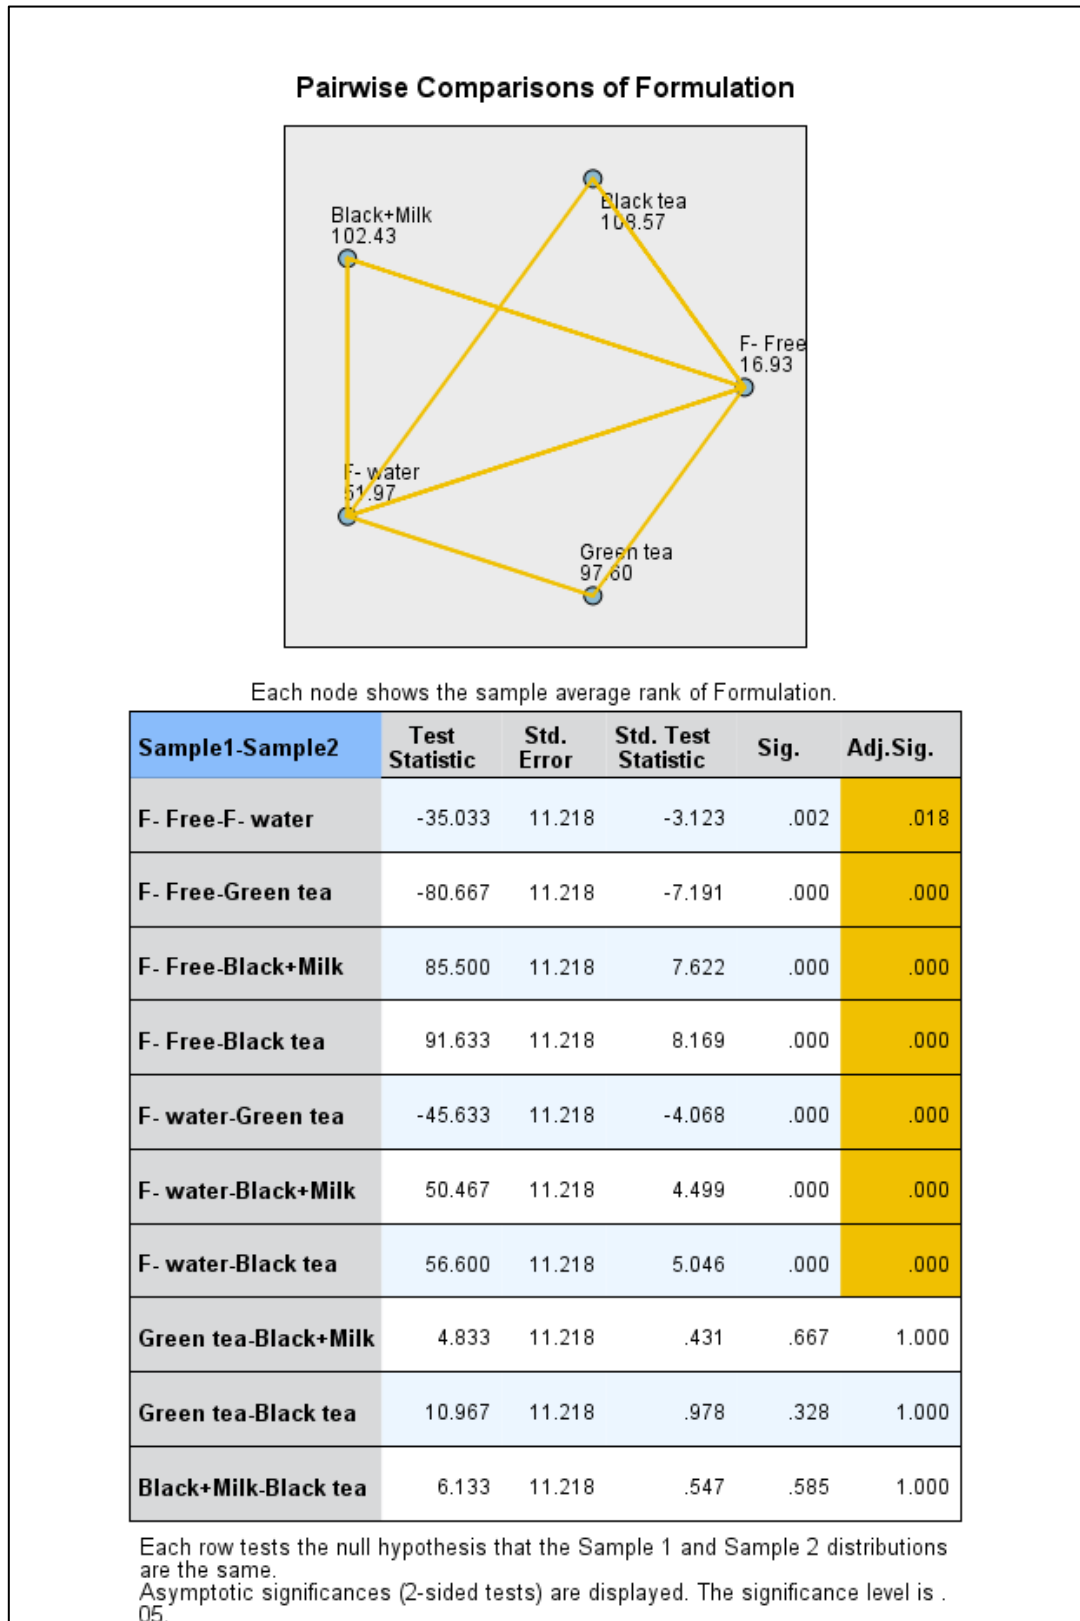 Pairwise Comparisons of Formulation
Black tea
108.57
Black+Milk
102.43
F- Free
16.93
F- water
51.97
Green tea
97.60
Each node shows the sample average rank of Formulation.
Sample1-Sample2 Test Statistic Std. Error Std. Test Statistic Sig. Adj.Sig.
F- Free-F- water -35.033 11.218 -3.123 .002 .018
F- Free-Green tea -80.667 11.218 -7.191 .000 .000
F- Free-Black+Milk 85.500 11.218 7.622 .000 .000
F- Free-Black tea 91.633 11.218 8.169 .000 .000
F- water-Green tea -45.633 11.218 -4.068 .000 .000
F- water-Black+Milk 50.467 11.218 4.499 .000 .000
F- water-Black tea 56.600 11.218 5.046 .000 .000
Green tea-Black+Milk 4.833 11.218 .431 .667 1.000
Green tea-Black tea 10.967 11.218 .978 .328 1.000
Black+Milk-Black tea 6.133 11.218 .547 .585 1.000
Each row tests the null hypothesis that the Sample 1 and Sample 2 distributions
are the same.
Asymptotic significances (2-sided tests) are displayed. The significance level is .
05.